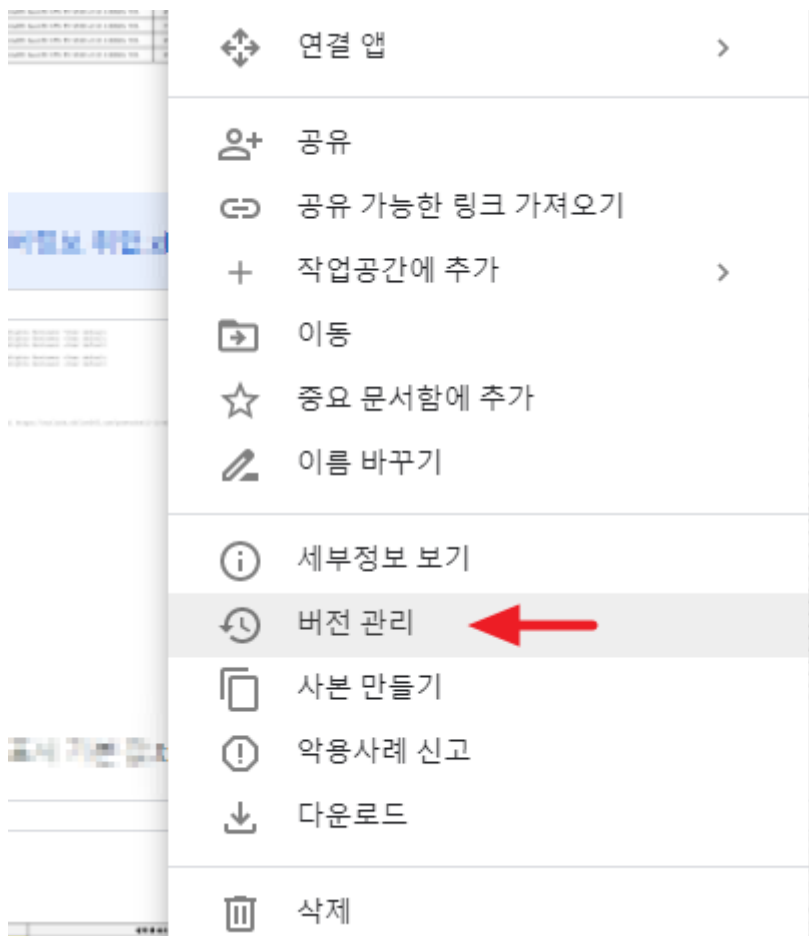 연결 앱
공유
공유 가능한 링크 가져오기
작업공간에 추가
이동
중요 문서함에 추가
이름 바꾸기
세부정보 보기
버전 관리
사본 만들기
악용사례 신고
다운로드
삭제